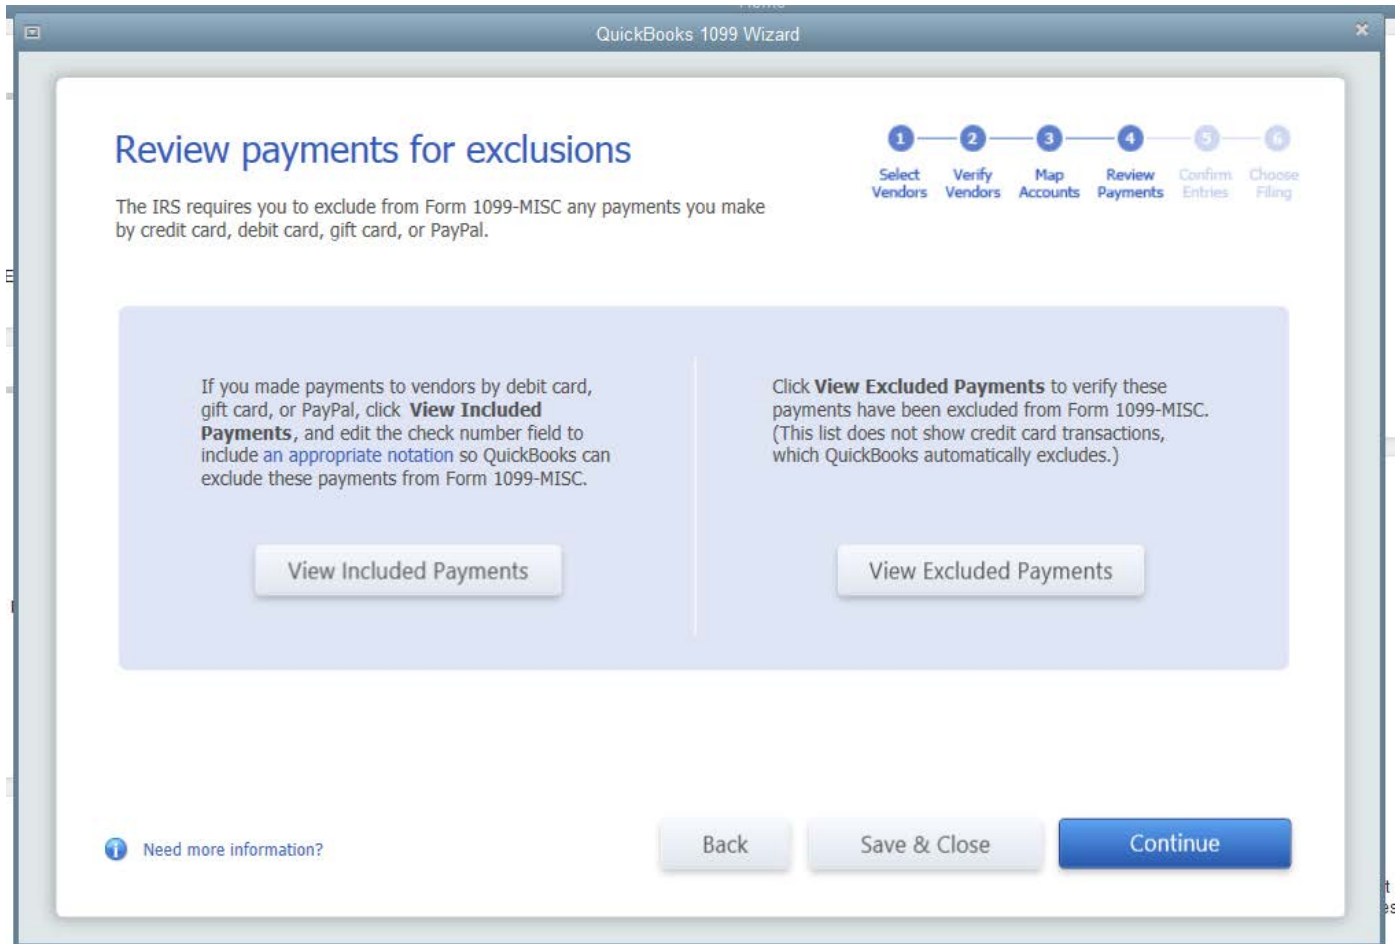 QuickBooks 1099 Wizard
Review payments for exclusions
The IRS requires you to exclude from Form 1099-MISC any payments you make
by credit card, debit card, gift card, or PayPal.
1 2 3 4 5 6
Select Vendors
Verify Vendors
Map Accounts
Review Payments
Confirm Entries
Choose Filing
If you made payments to vendors by debit card,
gift card, or PayPal, click View Included
Payments, and edit the check number field to
include an appropriate notation so QuickBooks can
exclude these payments from Form 1099-MISC.
View Included Payments
Click View Excluded Payments to verify these
payments have been excluded from Form 1099-MISC.
(This list does not show credit card transactions,
which QuickBooks automatically excludes.)
View Excluded Payments
Need more information?
Back
Save & Close
Continue